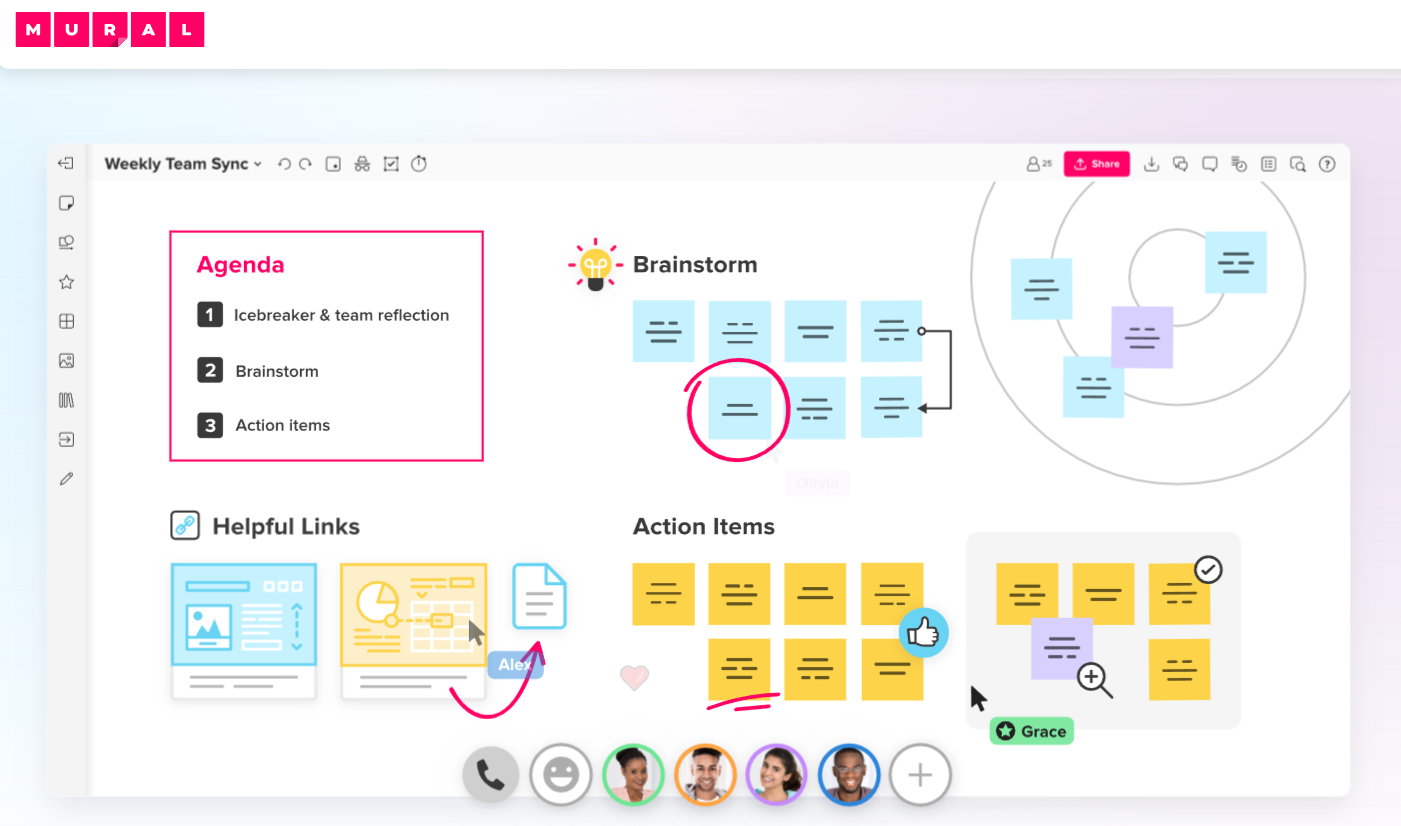 MURAL
Weekly Team Sync
25
Share
Agenda
1 Icebreaker & team reflection
2 Brainstorm
3 Action items
Brainstorm
Olivia
Helpful Links
Alex
Action Items
Grace